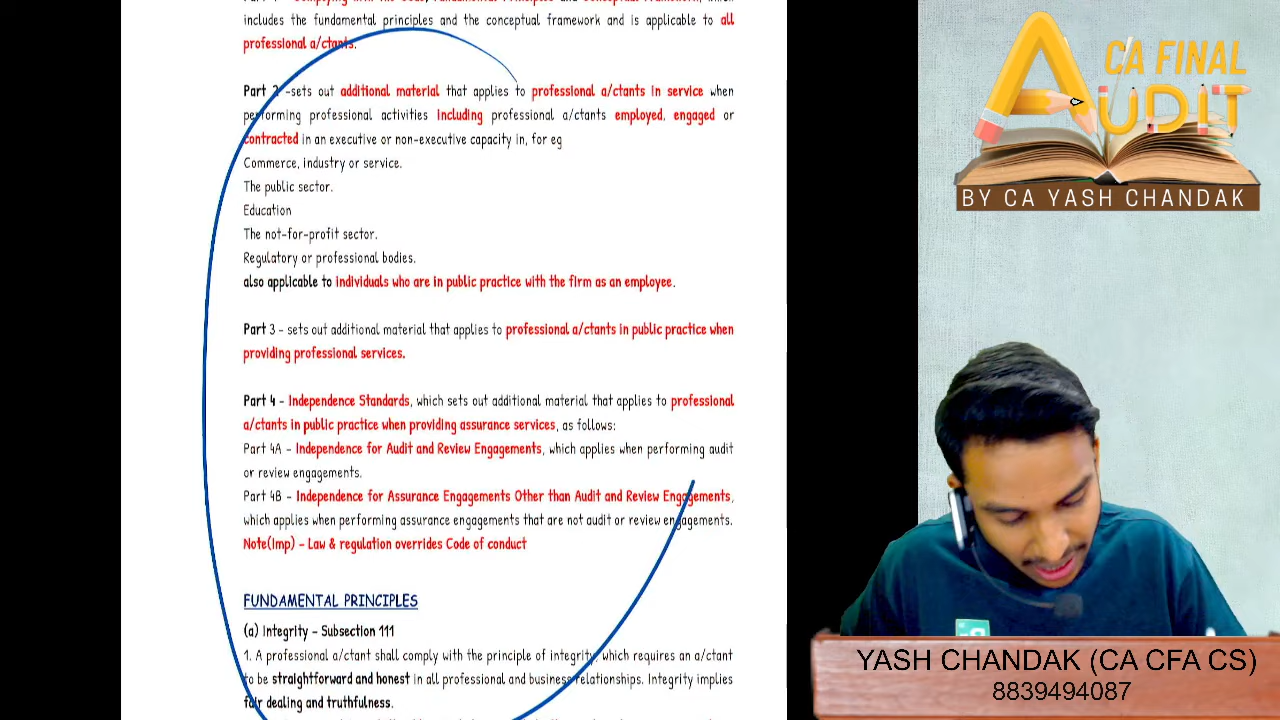 includes the fundamental principles and the conceptual framework and is applicable to all
professional a/ctants.
Part 2 -sets out additional material that applies to professional a/ctants in service when
performing professional activities including professional a/ctants employed, engaged or
contracted in an executive or non-executive capacity in, for eg
Commerce, industry or service.
The public sector.
Education
The not-for-profit sector.
Regulatory or professional bodies.
also applicable to individuals who are in public practice with the firm as an employee.
Part 3 - sets out additional material that applies to professional a/ctants in public practice when
providing professional services.
Part 4 - Independence Standards, which sets out additional material that applies to professional
a/ctants in public practice when providing assurance services, as follows:
Part 4A - Independence for Audit and Review Engagements, which applies when performing audit
or review engagements.
Part 4B - Independence for Assurance Engagements Other than Audit and Review Engagements,
which applies when performing assurance engagements that are not audit or review engagements.
Note(Imp) - Law & regulation overrides Code of conduct
FUNDAMENTAL PRINCIPLES
(a) Integrity - Subsection 111
1. A professional a/ctant shall comply with the principle of integrity, which requires an a/ctant
to be straightforward and honest in all professional and business relationships. Integrity implies
fair dealing and truthfulness.
CA FINAL
AUDIT
BY CA YASH CHANDAK
YASH CHANDAK (CA CFA CS)
8839494087